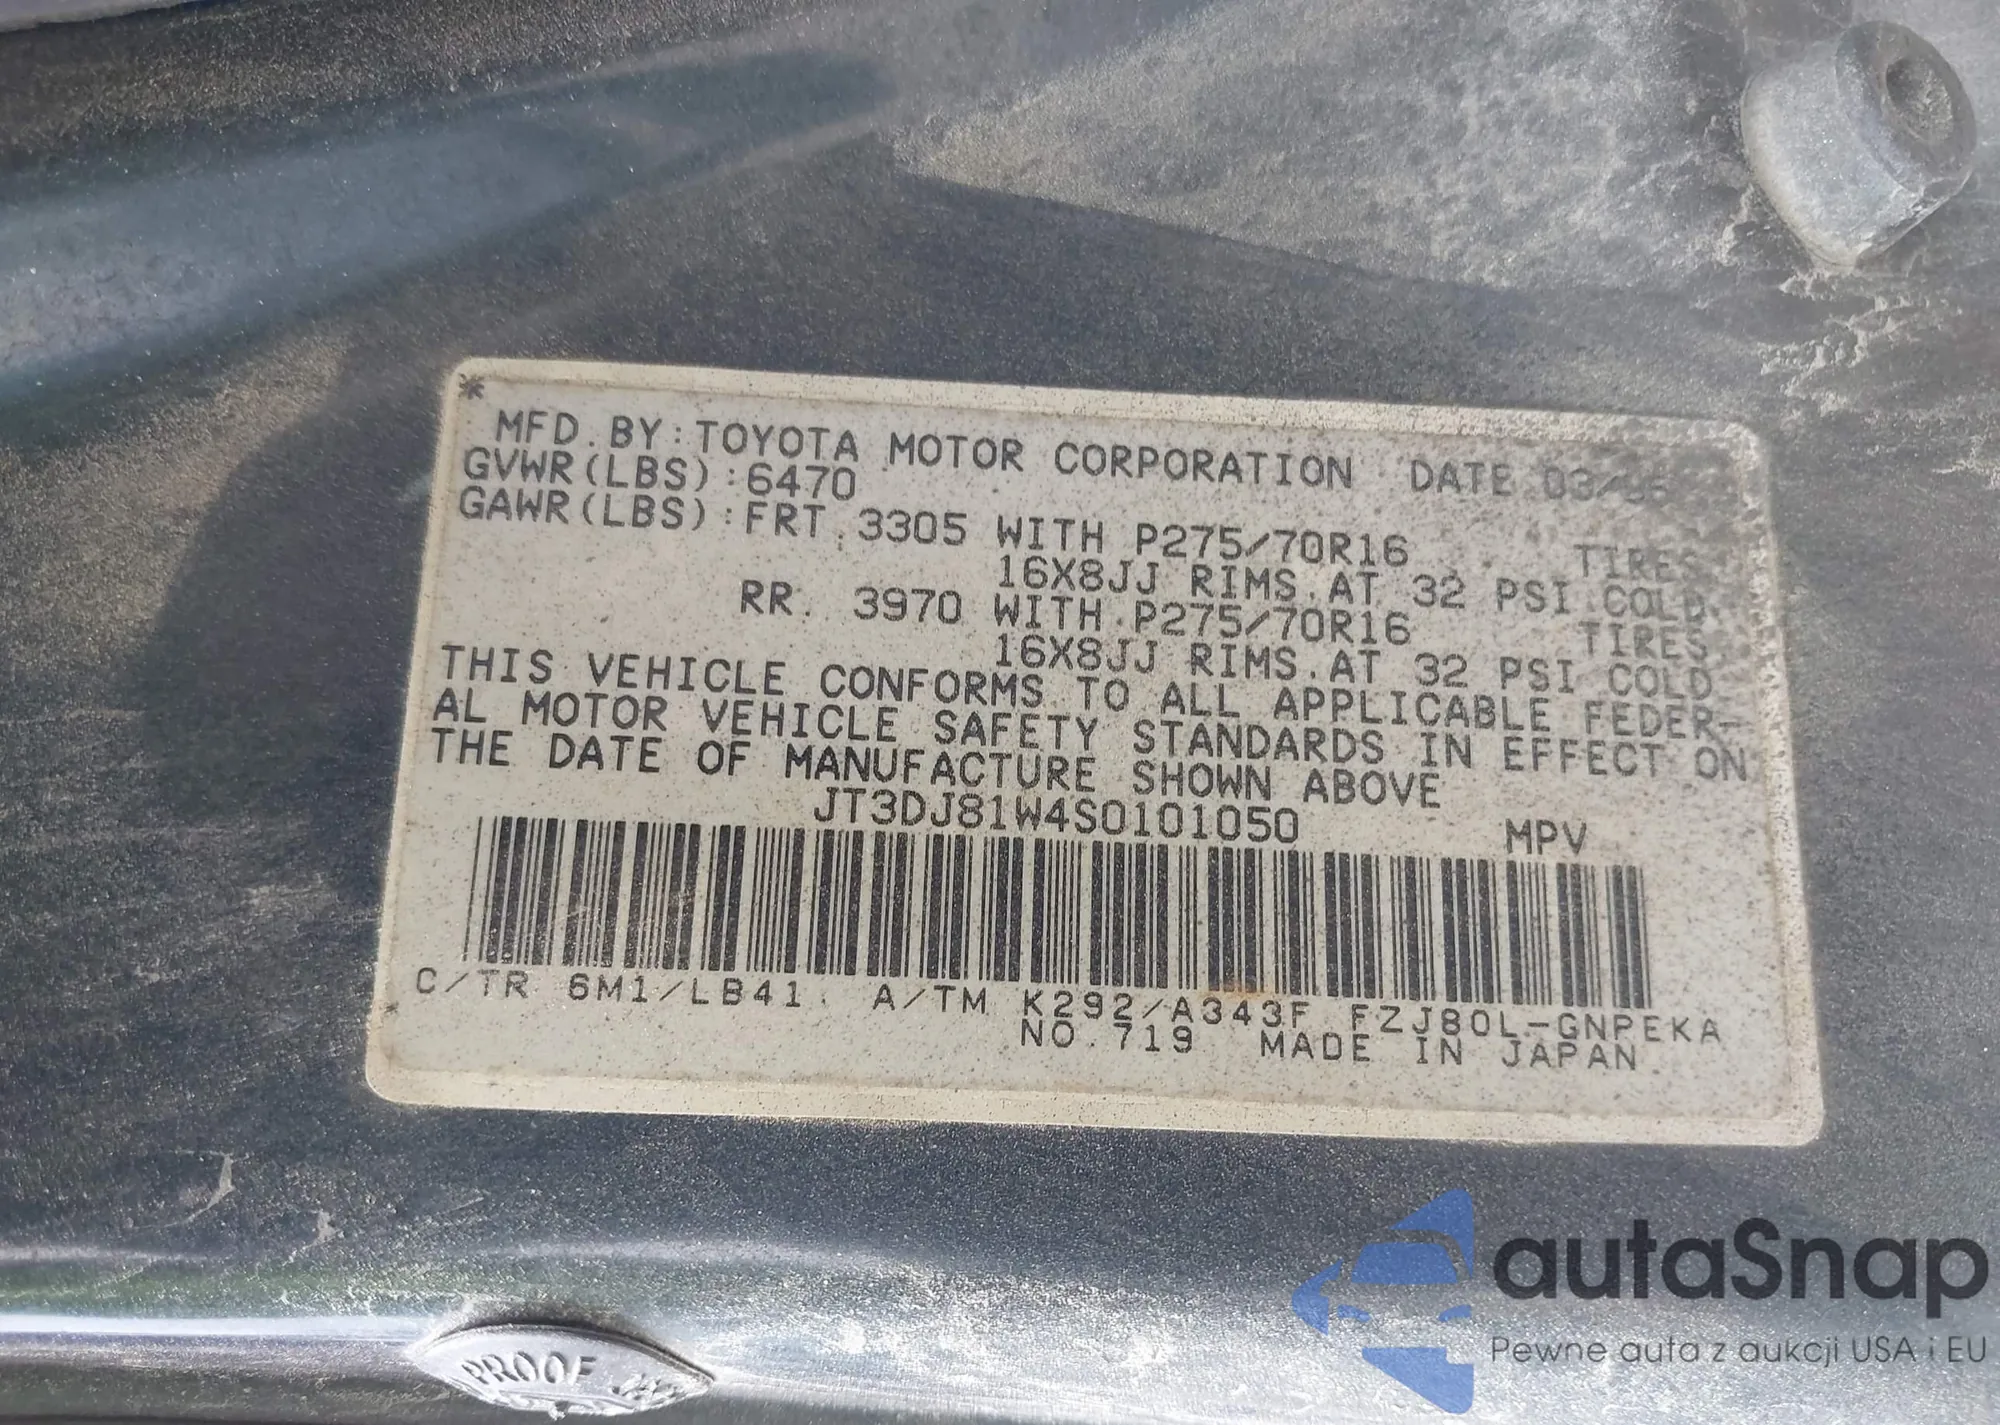 *
MFD. BY: TOYOTA MOTOR CORPORATION DATE 03/
GVWR(LBS):6470
GAWR(LBS):FRT. 3305 WITH P275/70R16 TIRES,
16X8JJ RIMS,AT 32 PSI COLD.
RR. 3970 WITH P275/70R16 TIRES,
16X8JJ RIMS,AT 32 PSI COLD.
THIS VEHICLE CONFORMS TO ALL APPLICABLE FEDER-
AL MOTOR VEHICLE SAFETY STANDARDS IN EFFECT ON
THE DATE OF MANUFACTURE SHOWN ABOVE
JT3DJ81W4S0101050 MPV
C/TR 6M1/LB41. A/TM K292/A343F FZJ80L-GNPEKA
NO.719 MADE IN JAPAN.
PROOF
autaSnap
Pewne auta z aukcji USA i EU